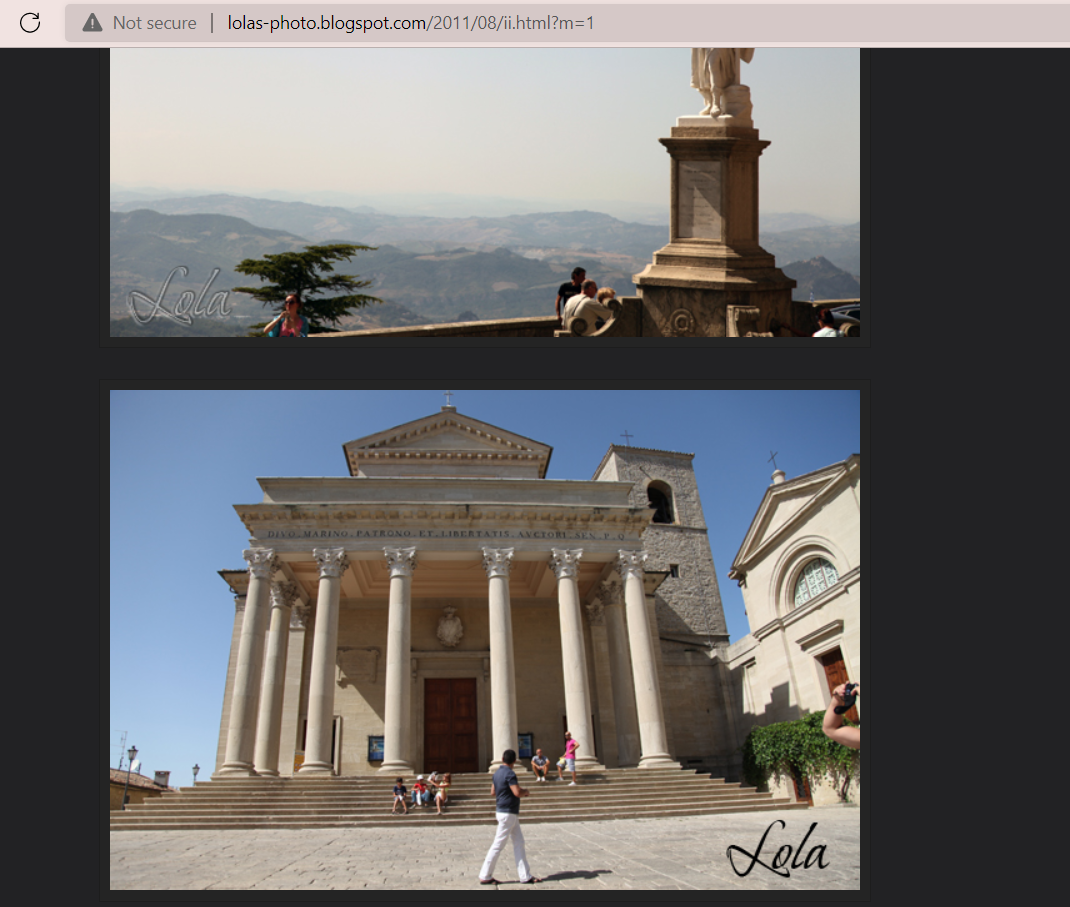 Not secure | lolas-photo.blogspot.com/2011/08/ii.html?m=1
Lola
DIVO. MARINO. PATRONO. ET. LIBERTATIS. AVCTORI. SEN. P. Q.
Lola